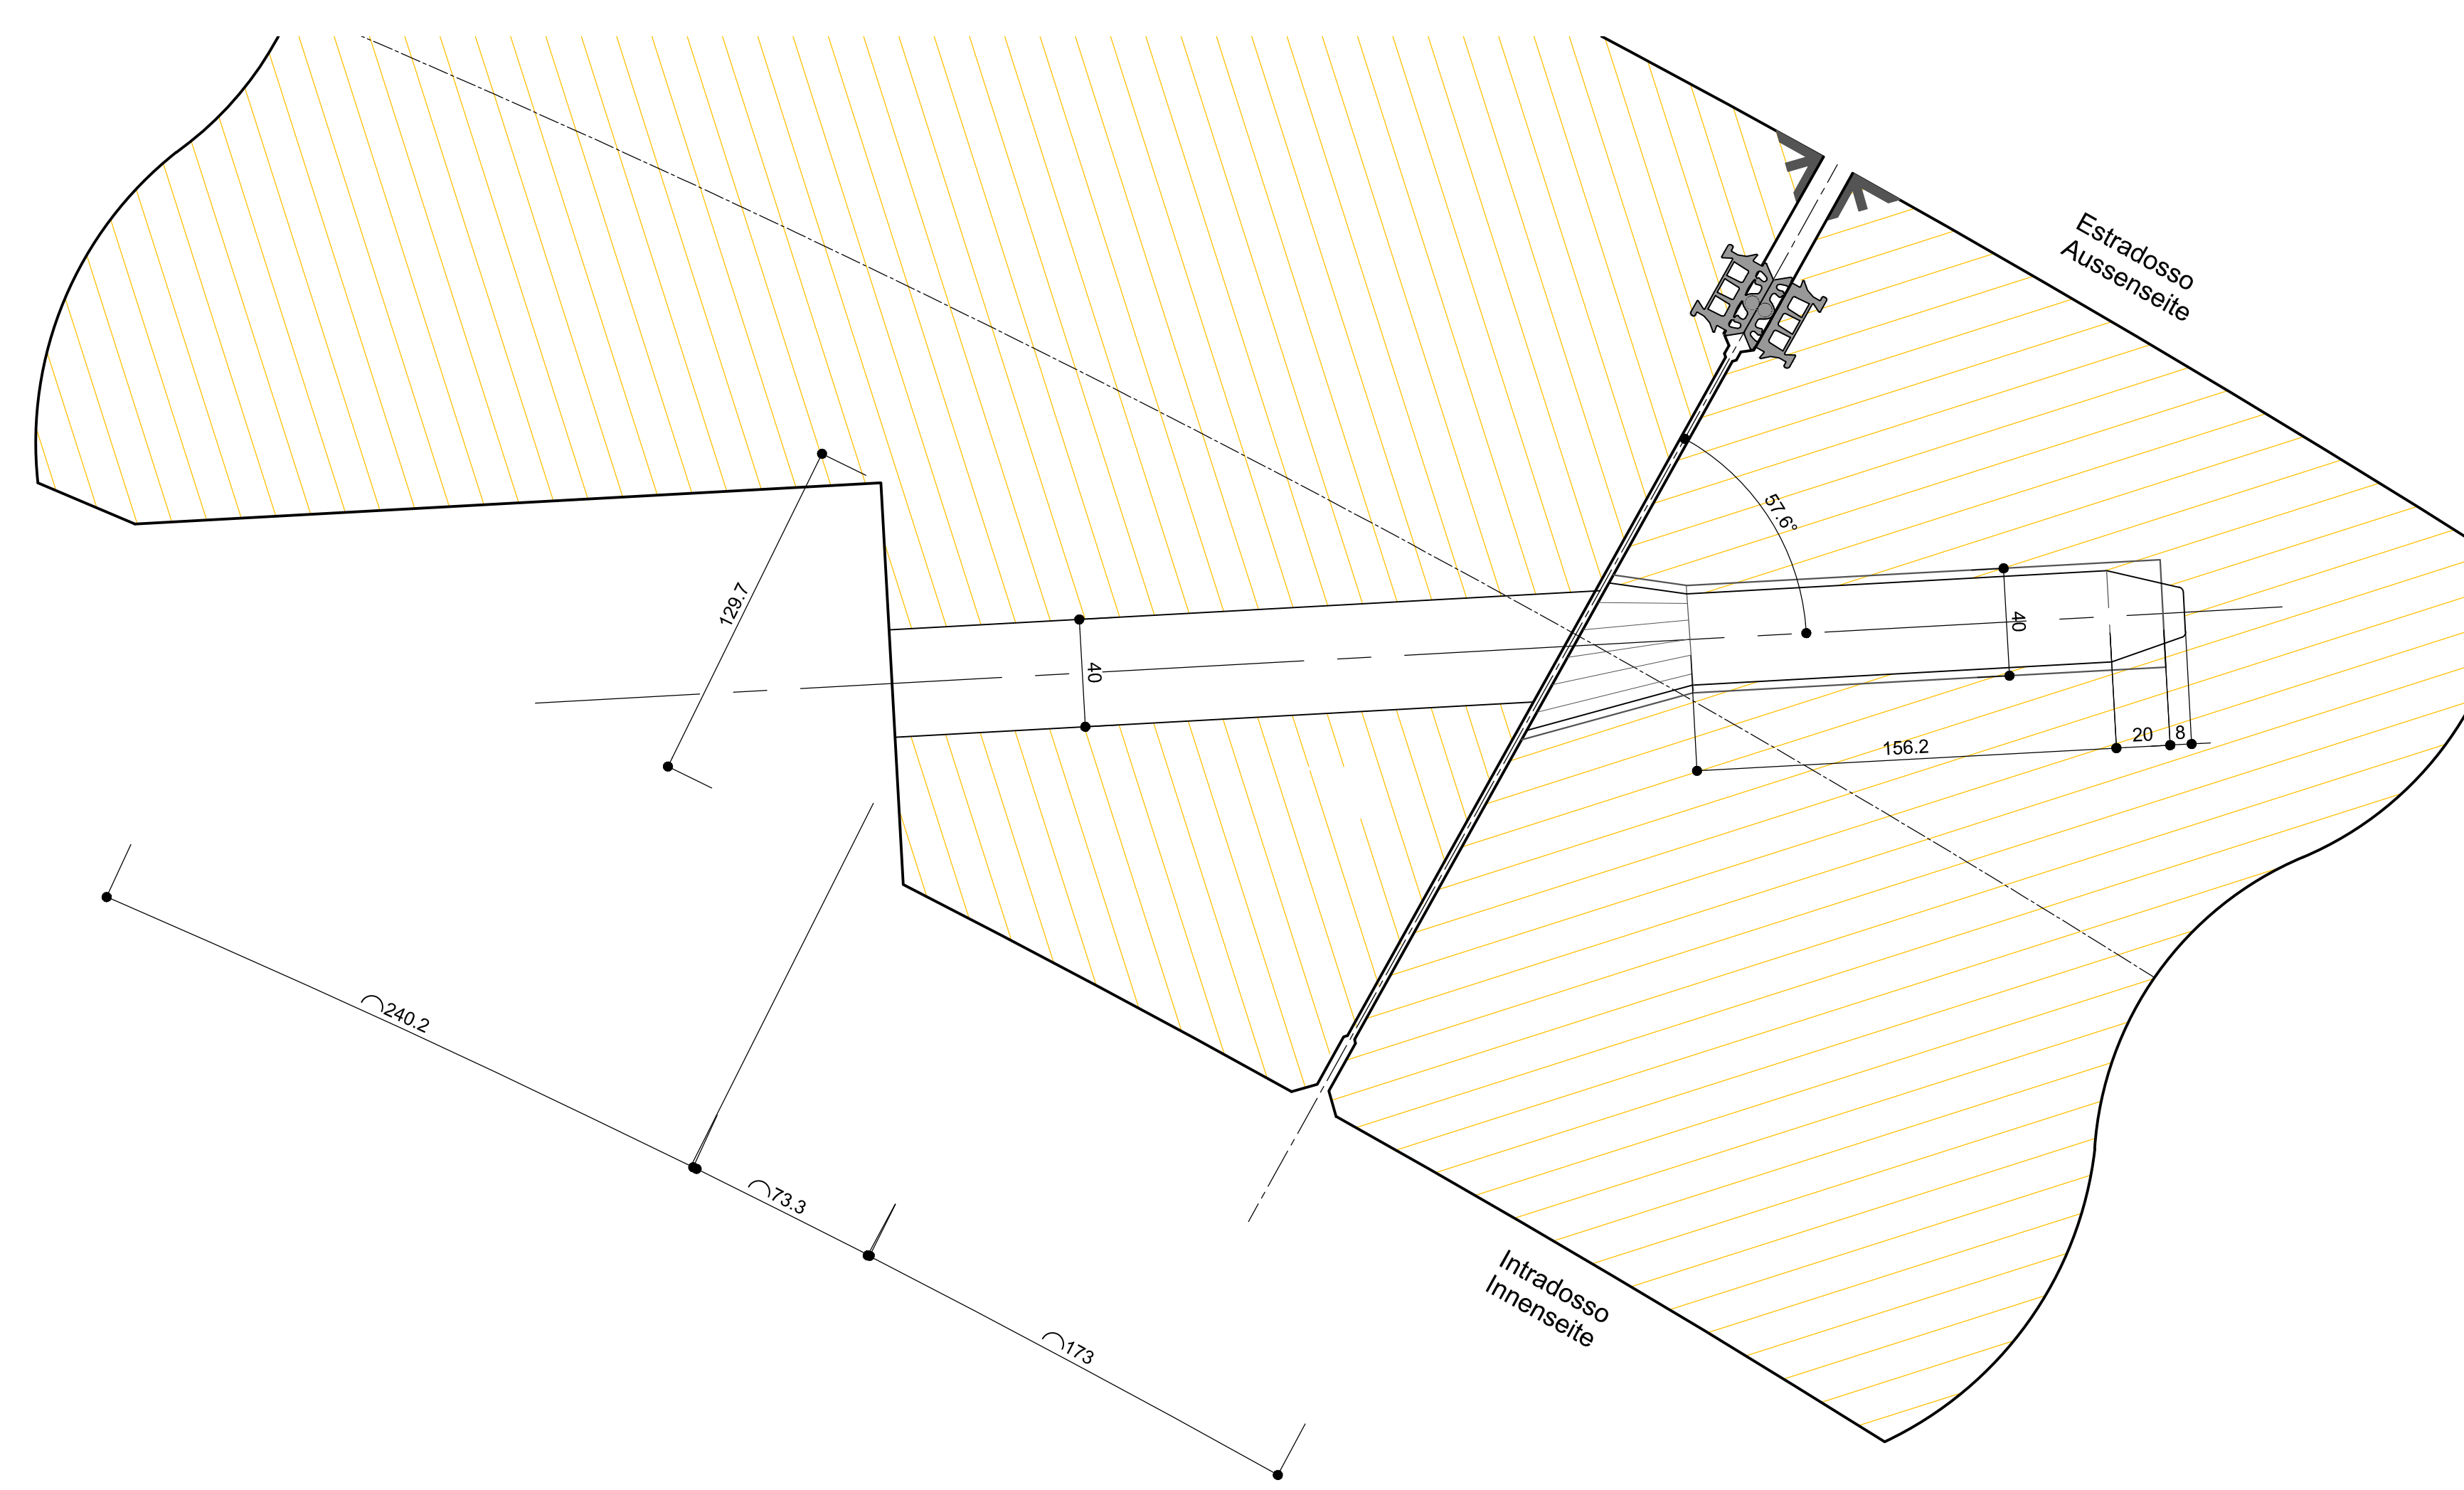 Estradosso
Aussenseite
57.6°
129.7
40
40
156.2
20
8
⌒240.2
⌒73.3
⌒173
Intradosso
Innenseite